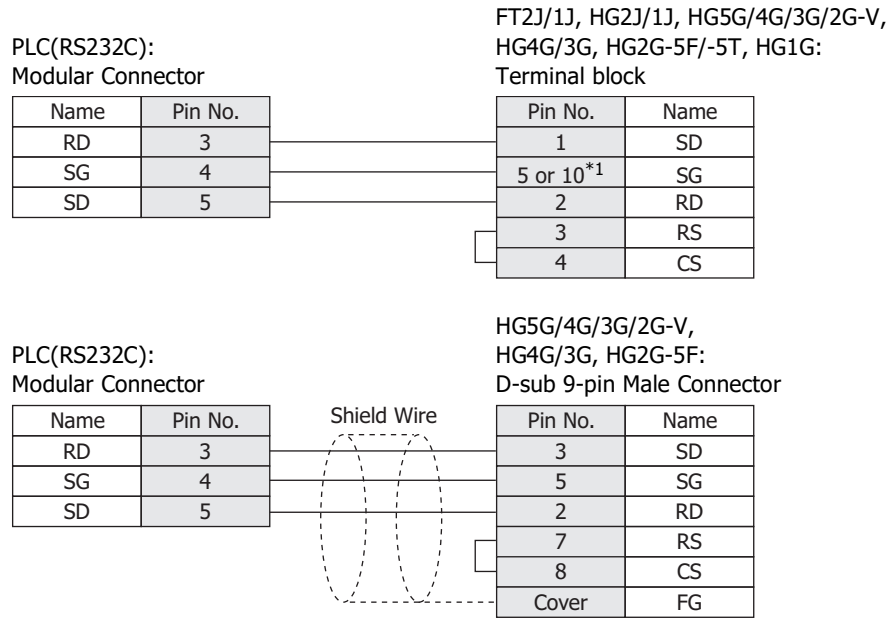 FT2J/1J, HG2J/1J, HG5G/4G/3G/2G-V,
PLC(RS232C): HG4G/3G, HG2G-5F/-5T, HG1G:
Modular Connector Terminal block
Name Pin No. Pin No. Name
RD 3 1 SD
SG 4 5 or 10*1 SG
SD 5 2 RD
3 RS
4 CS
HG5G/4G/3G/2G-V,
PLC(RS232C): HG4G/3G, HG2G-5F:
Modular Connector D-sub 9-pin Male Connector
Name Pin No. Shield Wire Pin No. Name
RD 3 3 SD
SG 4 5 SG
SD 5 2 RD
7 RS
8 CS
Cover FG